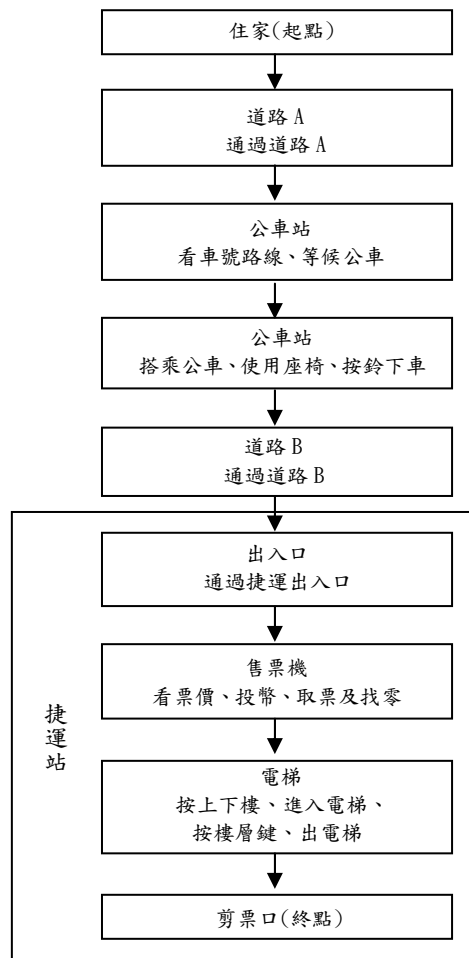 住家(起點)
道路 A
通過道路 A
公車站
看車號路線、等候公車
公車站
搭乘公車、使用座椅、按鈴下車
道路 B
通過道路 B
捷運站
出入口
通過捷運出入口
售票機
看票價、投幣、取票及找零
電梯
按上下樓、進入電梯、
按樓層鍵、出電梯
剪票口(終點)